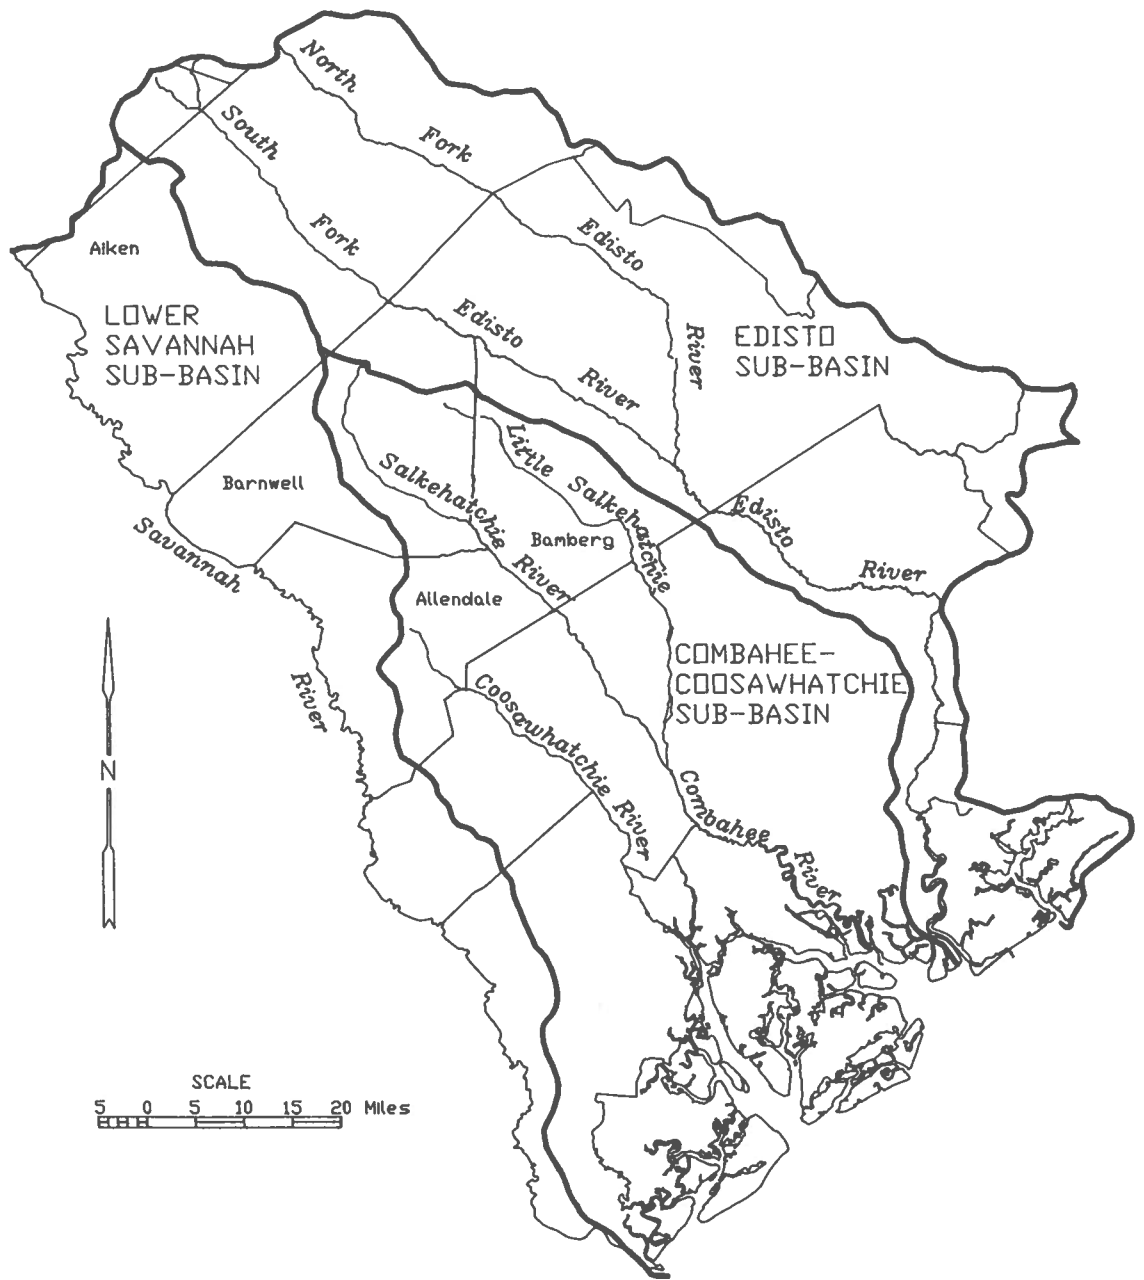 North
Fork
Edisto
River
South
Fork
Edisto
River
Aiken
LOWER
SAVANNAH
SUB-BASIN
EDISTO
SUB-BASIN
Little Salkehatchie
Salkehatchie River
Barnwell
Bamberg
Edisto
River
Savannah
River
Allendale
COMBAHEE-
COOSAWHATCHIE
SUB-BASIN
Coosawhatchie River
Combahee
River
N
SCALE
5 0 5 10 15 20 Miles